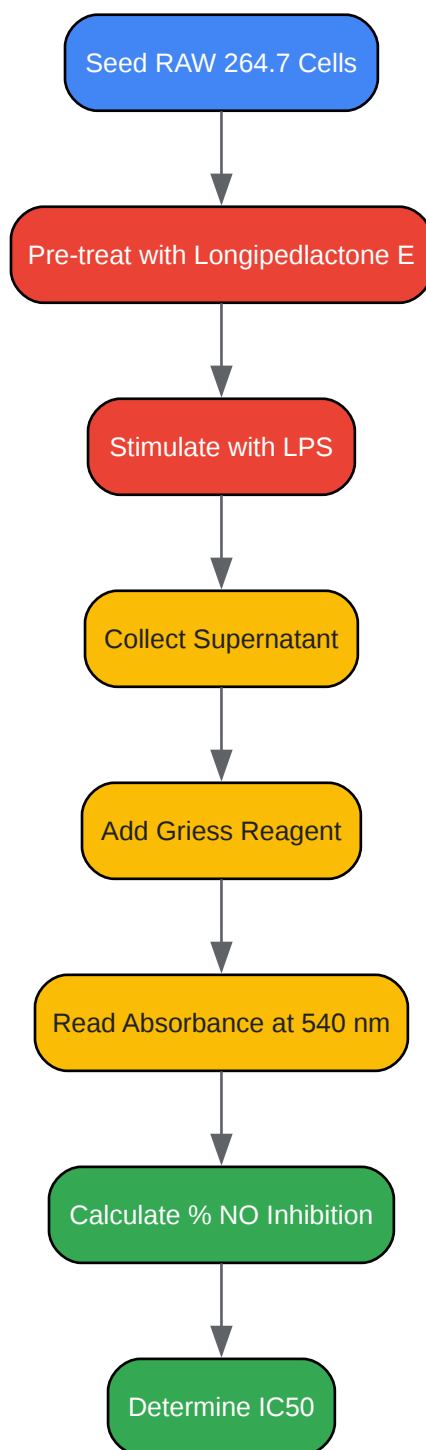 Seed RAW 264.7 Cells
Pre-treat with Longipedlactone E
Stimulate with LPS
Collect Supernatant
Add Griess Reagent
Read Absorbance at 540 nm
Calculate % NO Inhibition
Determine IC50